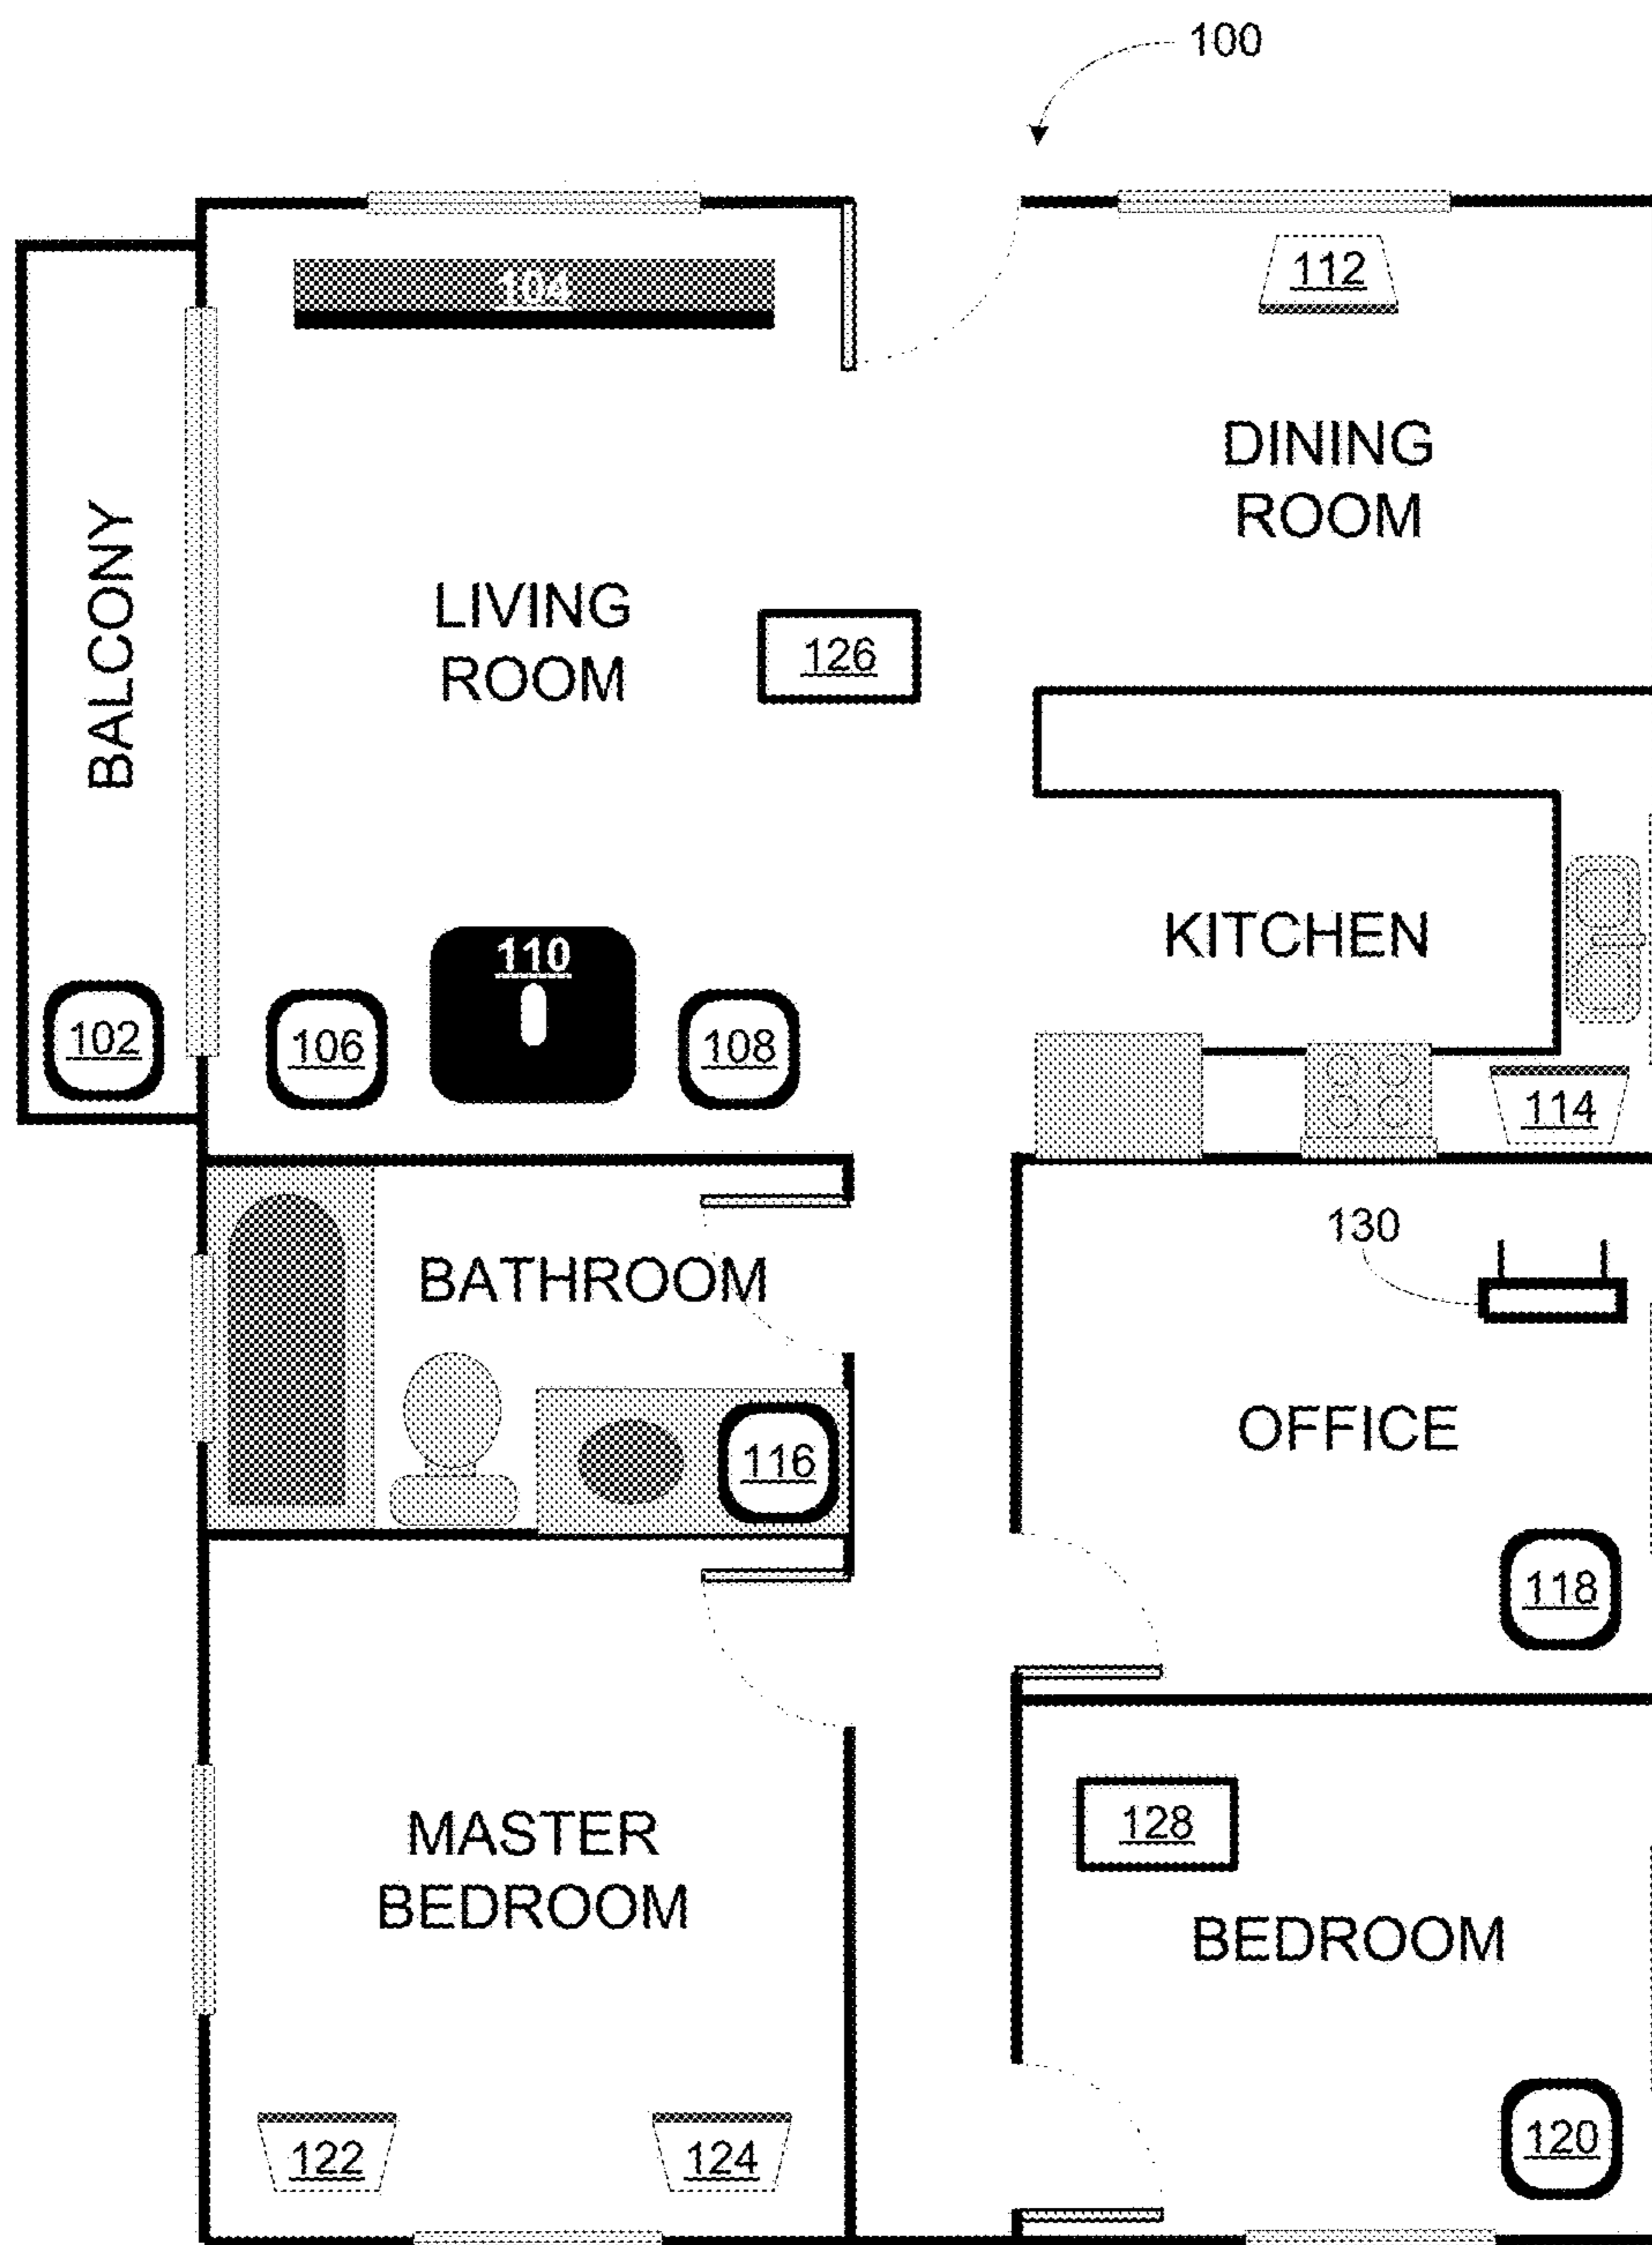 100
104
112
DINING
ROOM
BALCONY
LIVING
ROOM
126
KITCHEN
110
102
106
108
114
130
BATHROOM
OFFICE
116
118
128
MASTER
BEDROOM
BEDROOM
122
124
120